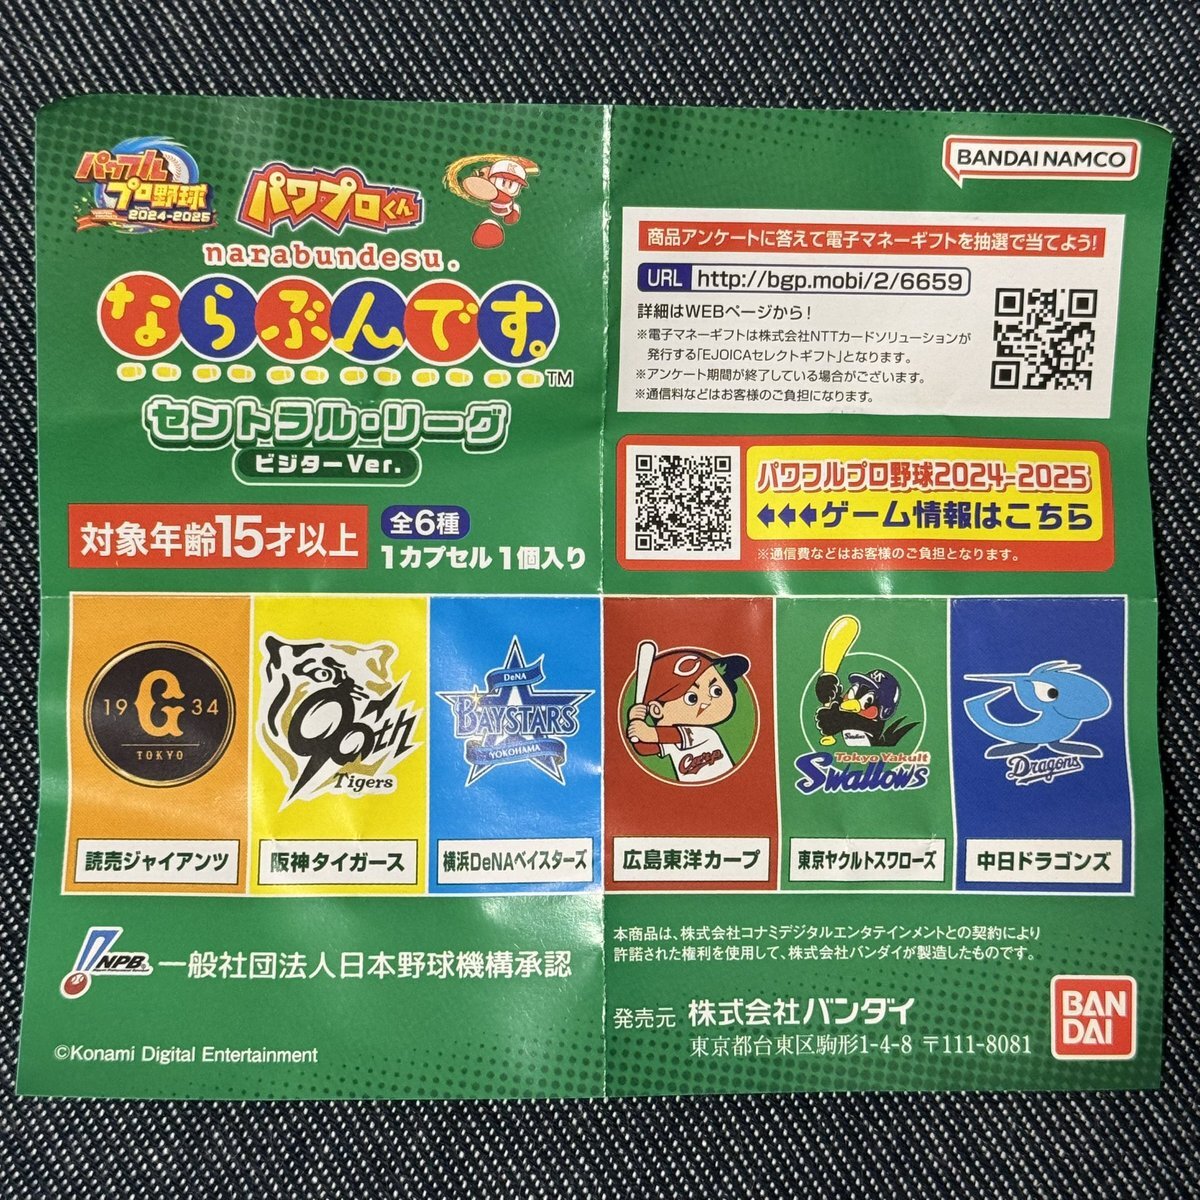 パワフル
プロ野球
2024-2025
パワプロくん
narabundesu.
ならぶんです。
TM
セントラル・リーグ
ビジターVer.
対象年齢15才以上
全6種
1カプセル 1個入り
BANDAI NAMCO
商品アンケートに答えて電子マネーギフトを抽選で当てよう!
URL http://bgp.mobi/2/6659
詳細はWEBページから!
※電子マネーギフトは株式会社NTTカードソリューションが
発行する「EJOICAセレクトギフト」となります。
※アンケート期間が終了している場合がございます。
※通信料などはお客様のご負担になります。
パワフルプロ野球2024-2025
ゲーム情報はこちら
※通信費などはお客様のご負担となります。
19 G 34
TOKYO
読売ジャイアンツ
90th
Tigers
阪神タイガース
DeNA
BAYSTARS
YOKOHAMA
横浜DeNAベイスターズ
C
Carp
広島東洋カープ
Swallows
Tokyo Yakult
Swallows
東京ヤクルトスワローズ
Dragons
中日ドラゴンズ
NPB
一般社団法人日本野球機構承認
©Konami Digital Entertainment
本商品は、株式会社コナミデジタルエンタテインメントとの契約により
許諾された権利を使用して、株式会社バンダイが製造したものです。
発売元 株式会社バンダイ
東京都台東区駒形1-4-8 〒111-8081
BAN
DAI